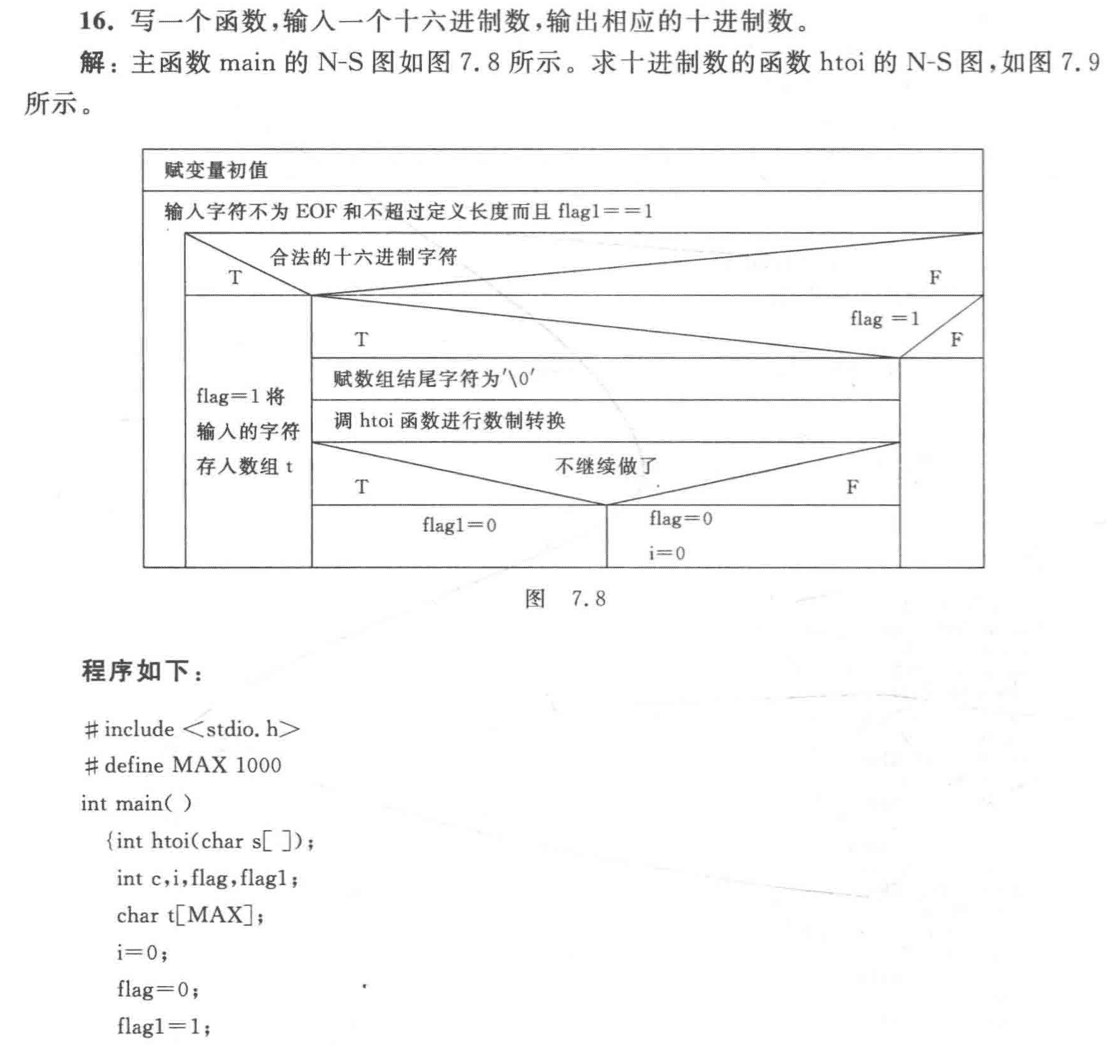 16. 写一个函数,输入一个十六进制数,输出相应的十进制数。
解：主函数 main 的 N-S 图如图 7.8 所示。求十进制数的函数 htoi 的 N-S 图,如图 7.9
所示。
赋变量初值
输入字符不为 EOF 和不超过定义长度而且 flag1==1
合法的十六进制字符
T
F
flag =1
T
F
flag=1 将
输入的字符
存入数组 t
赋数组结尾字符为'\0'
调 htoi 函数进行数制转换
不继续做了
T
F
flag1=0
flag=0
i=0
图 7.8
程序如下：
#include <stdio.h>
#define MAX 1000
int main( )
{int htoi(char s[ ]);
int c,i,flag,flag1;
char t[MAX];
i=0;
flag=0;
flag1=1;